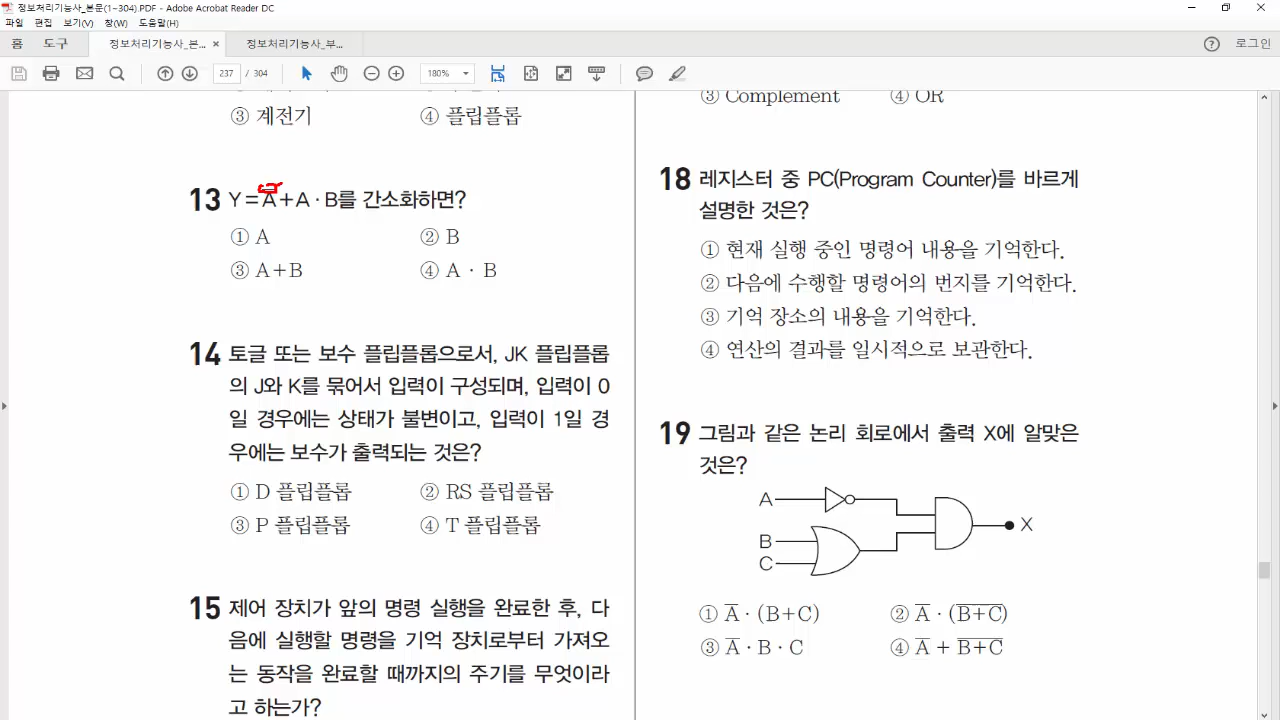 정보처리기능사_본문(1~304).PDF - Adobe Acrobat Reader DC
파일 편집 보기(V) 창(W) 도움말(H)
홈 도구 정보처리기능사_본... × 정보처리기능사_부... ? 로그인
237 / 304 180%
③ 계전기 ④ 플립플롭
13 Y=A̅+A·B를 간소화하면?
① A ② B
③ A+B ④ A · B
14 토글 또는 보수 플립플롭으로서, JK 플립플롭
의 J와 K를 묶어서 입력이 구성되며, 입력이 0
일 경우에는 상태가 불변이고, 입력이 1일 경
우에는 보수가 출력되는 것은?
① D 플립플롭 ② RS 플립플롭
③ P 플립플롭 ④ T 플립플롭
15 제어 장치가 앞의 명령 실행을 완료한 후, 다
음에 실행할 명령을 기억 장치로부터 가져오
는 동작을 완료할 때까지의 주기를 무엇이라
고 하는가?
③ Complement ④ OR
18 레지스터 중 PC(Program Counter)를 바르게
설명한 것은?
① 현재 실행 중인 명령어 내용을 기억한다.
② 다음에 수행할 명령어의 번지를 기억한다.
③ 기억 장소의 내용을 기억한다.
④ 연산의 결과를 일시적으로 보관한다.
19 그림과 같은 논리 회로에서 출력 X에 알맞은
것은?
A
B
C
X
① A̅ · (B+C) ② A̅ · (B̅+̅C̅)
③ A̅ · B · C ④ A̅ + B̅+̅C̅